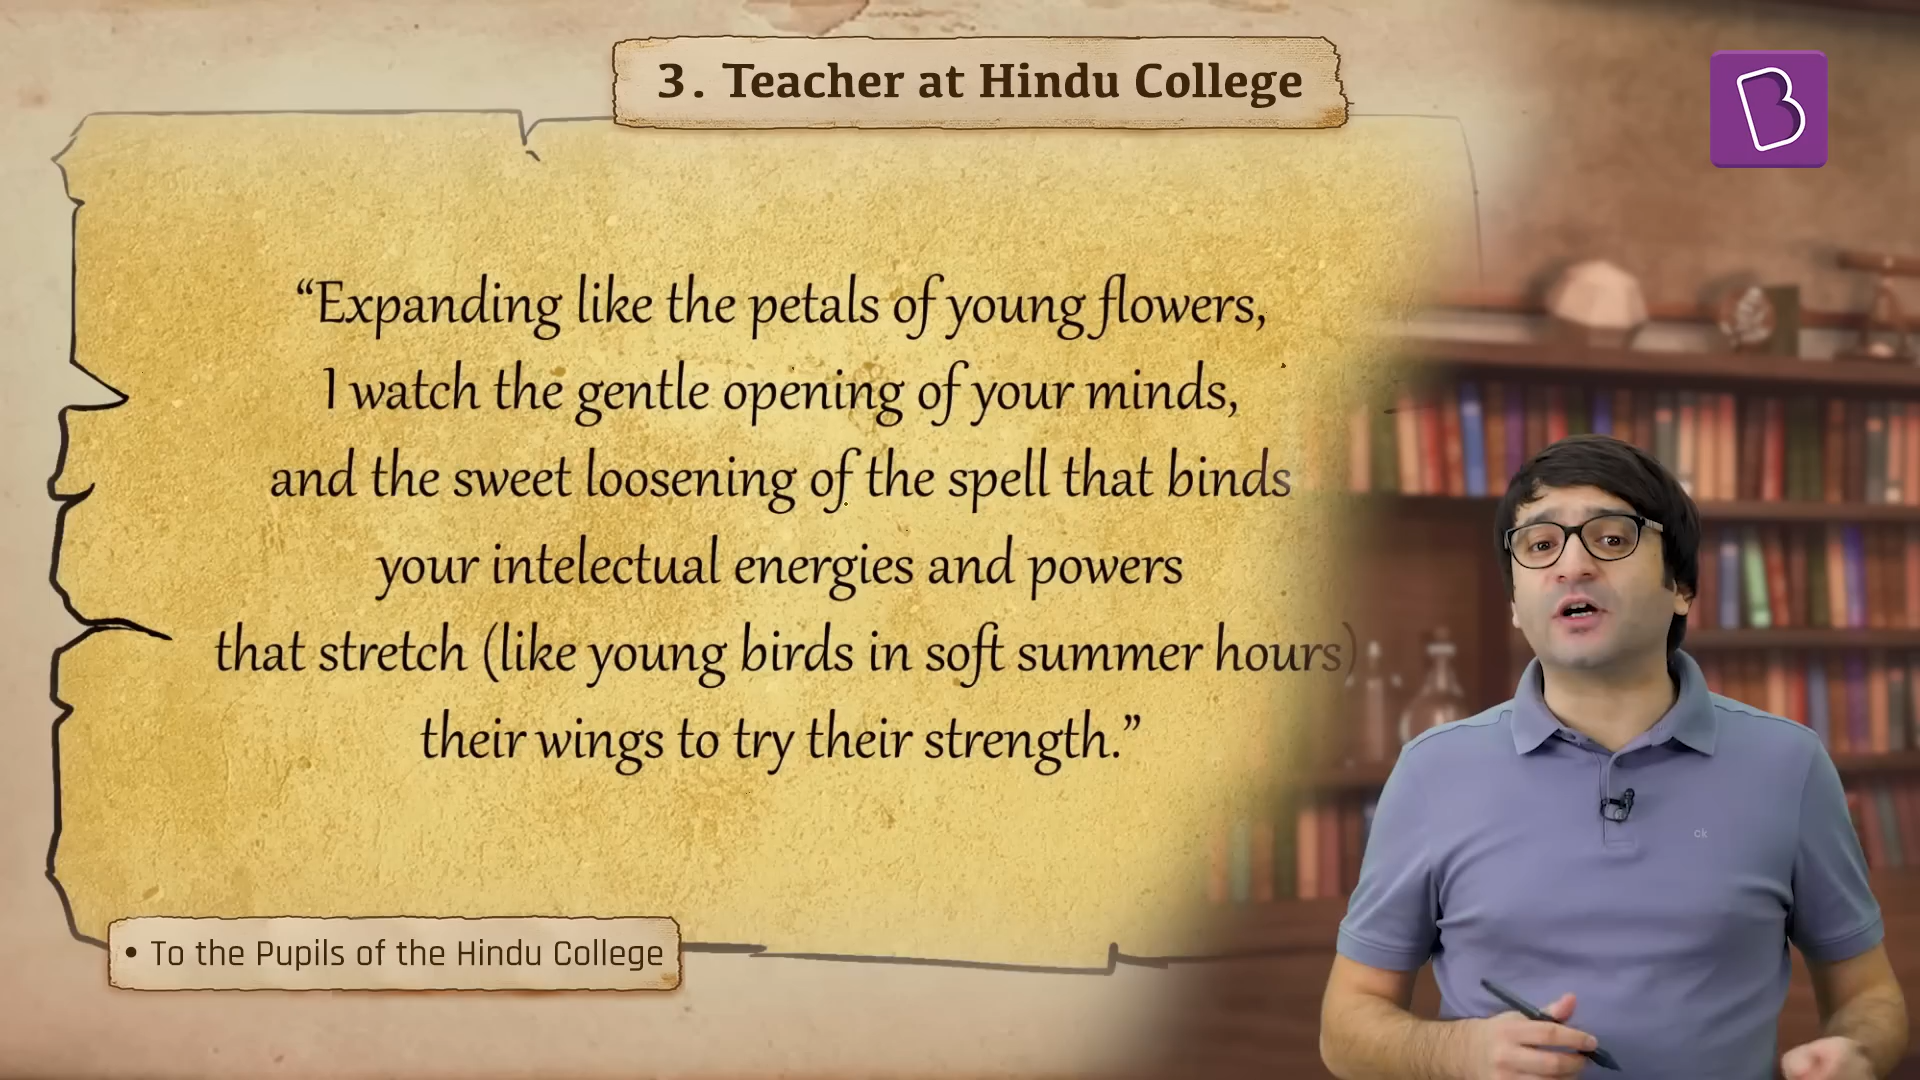 3. Teacher at Hindu College
“Expanding like the petals of young flowers,
I watch the gentle opening of your minds,
and the sweet loosening of the spell that binds
your intelectual energies and powers
that stretch (like young birds in soft summer hours)
their wings to try their strength.”
• To the Pupils of the Hindu College
B
ck